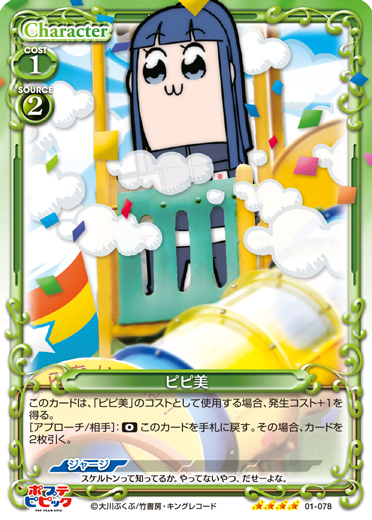 Character
COST
1
SOURCE
2
ピピ美
このカードは、「ピピ美」のコストとして使用する場合、発生コスト+1を
得る。
[アプローチ/相手]:このカードを手札に戻す。その場合、カードを
2枚引く。
ジャージ
スケルトンって知ってるか。やってないやつ、だせーよな。
ポプテ
ピピック
POP TEAM EPIC
©大川ぶくぶ/竹書房・キングレコード
01-078